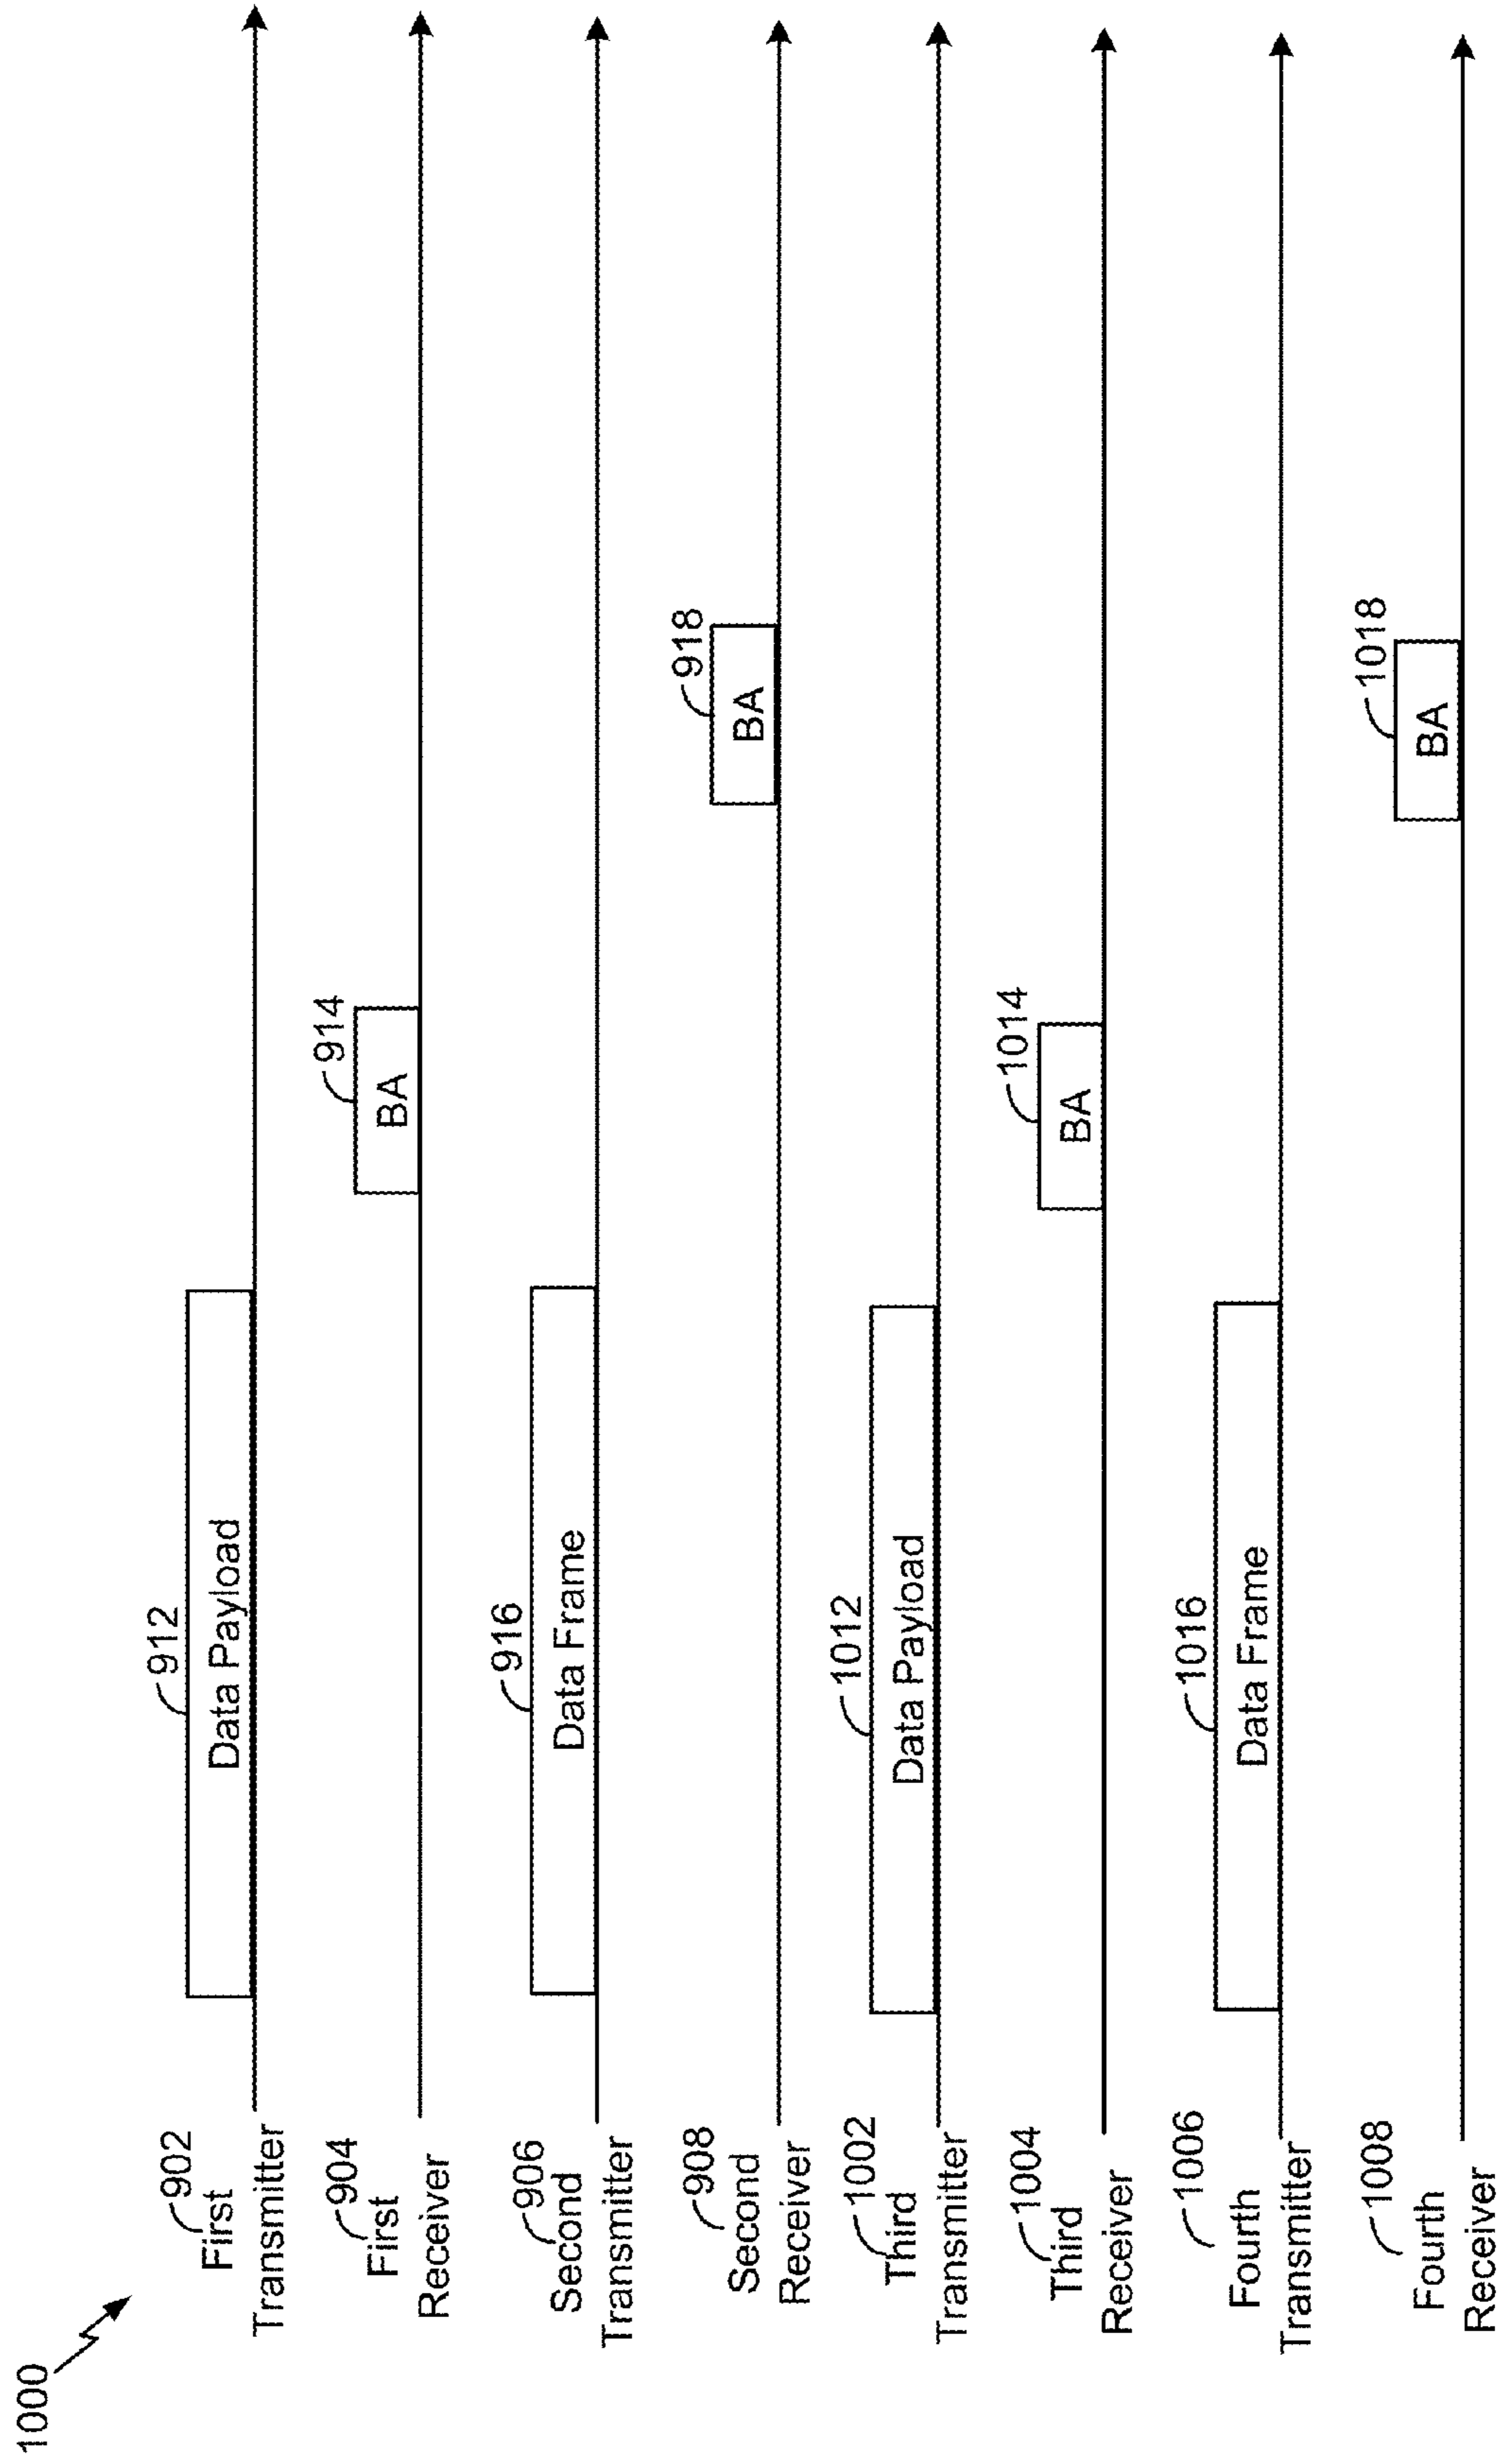 1000
902
First
Transmitter
912
Data Payload
904
First
Receiver
914
BA
906
Second
Transmitter
916
Data Frame
908
Second
Receiver
918
BA
1002
Third
Transmitter
1012
Data Payload
1004
Third
Receiver
1014
BA
1006
Fourth
Transmitter
1016
Data Frame
1008
Fourth
Receiver
1018
BA